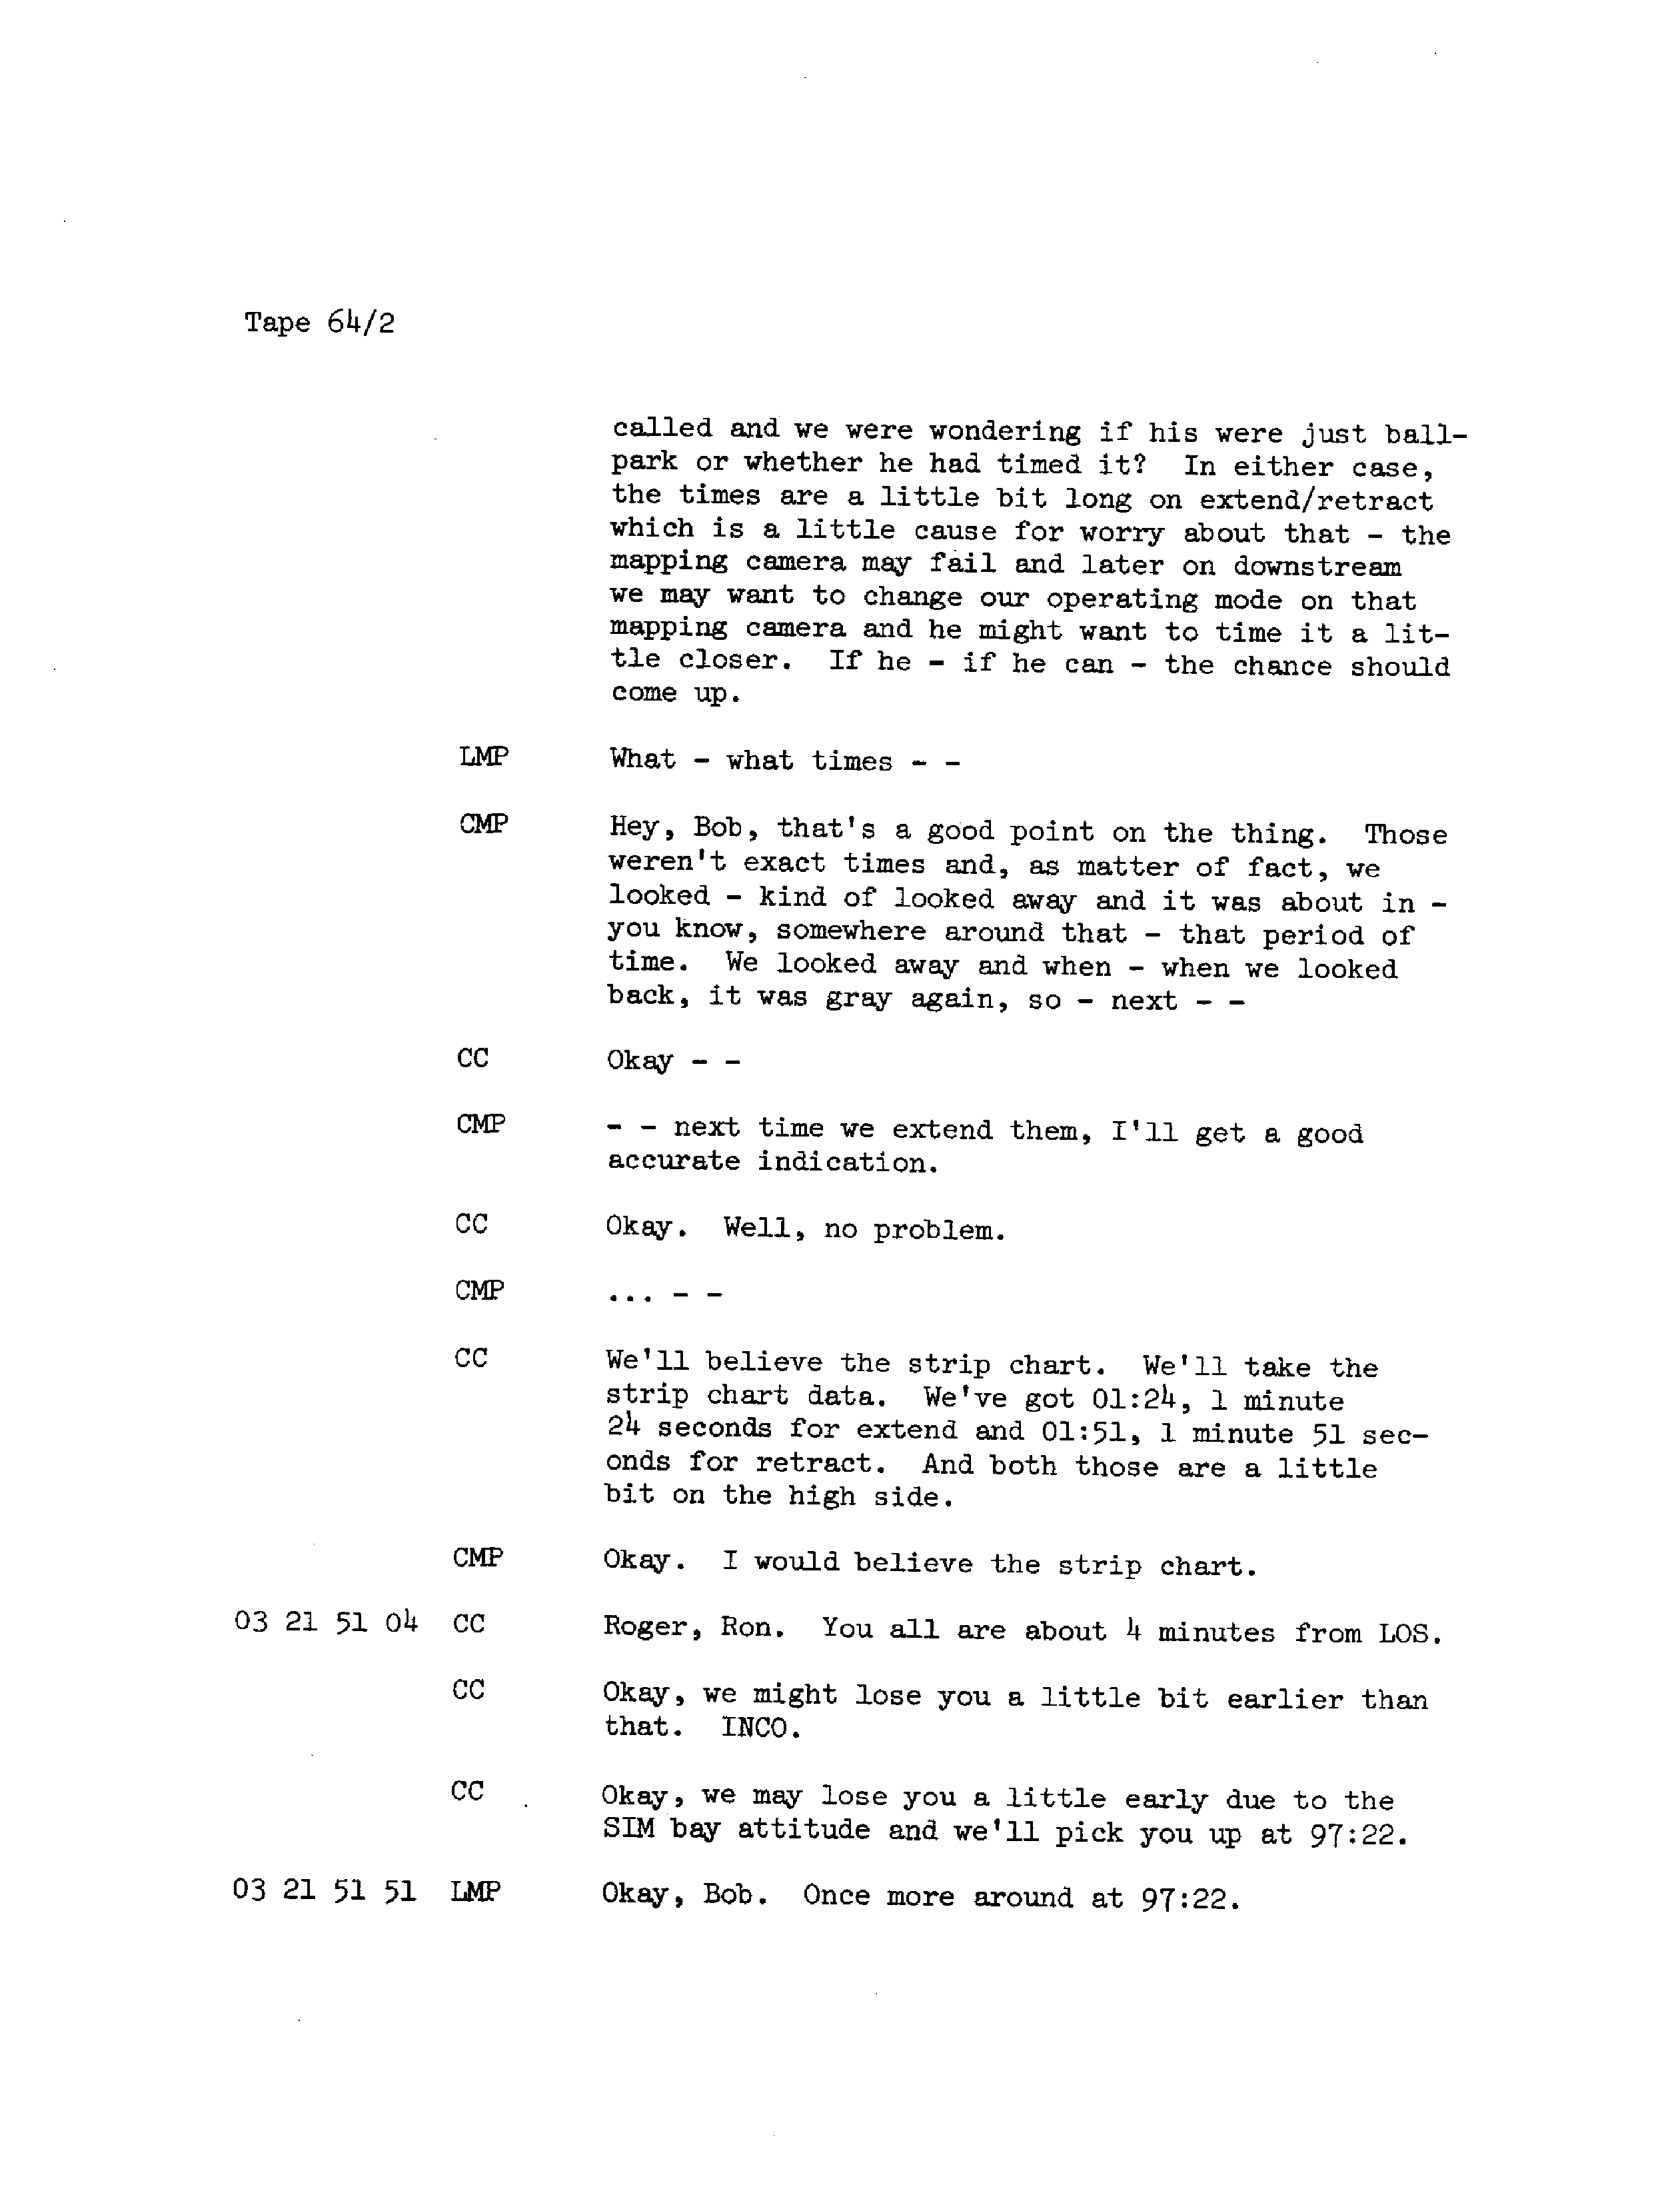 Tape 64/2
called and we were wondering if his were just ball-
park or whether he had timed it? In either case,
the times are a little bit long on extend/retract
which is a little cause for worry about that - the
mapping camera may fail and later on downstream
we may want to change our operating mode on that
mapping camera and he might want to time it a lit-
tle closer. If he - if he can - the chance should
come up.
LMP What - what times - -
CMP Hey, Bob, that's a good point on the thing. Those
weren't exact times and, as matter of fact, we
looked - kind of looked away and it was about in -
you know, somewhere around that - that period of
time. We looked away and when - when we looked
back, it was gray again, so - next - -
CC Okay - -
CMP - - next time we extend them, I'll get a good
accurate indication.
CC Okay. Well, no problem.
CMP ... - -
CC We'll believe the strip chart. We'll take the
strip chart data. We've got 01:24, 1 minute
24 seconds for extend and 01:51, 1 minute 51 sec-
onds for retract. And both those are a little
bit on the high side.
CMP Okay. I would believe the strip chart.
03 21 51 04 CC Roger, Ron. You all are about 4 minutes from LOS.
CC Okay, we might lose you a little bit earlier than
that. INCO.
CC Okay, we may lose you a little early due to the
SIM bay attitude and we'll pick you up at 97:22.
03 21 51 51 LMP Okay, Bob. Once more around at 97:22.